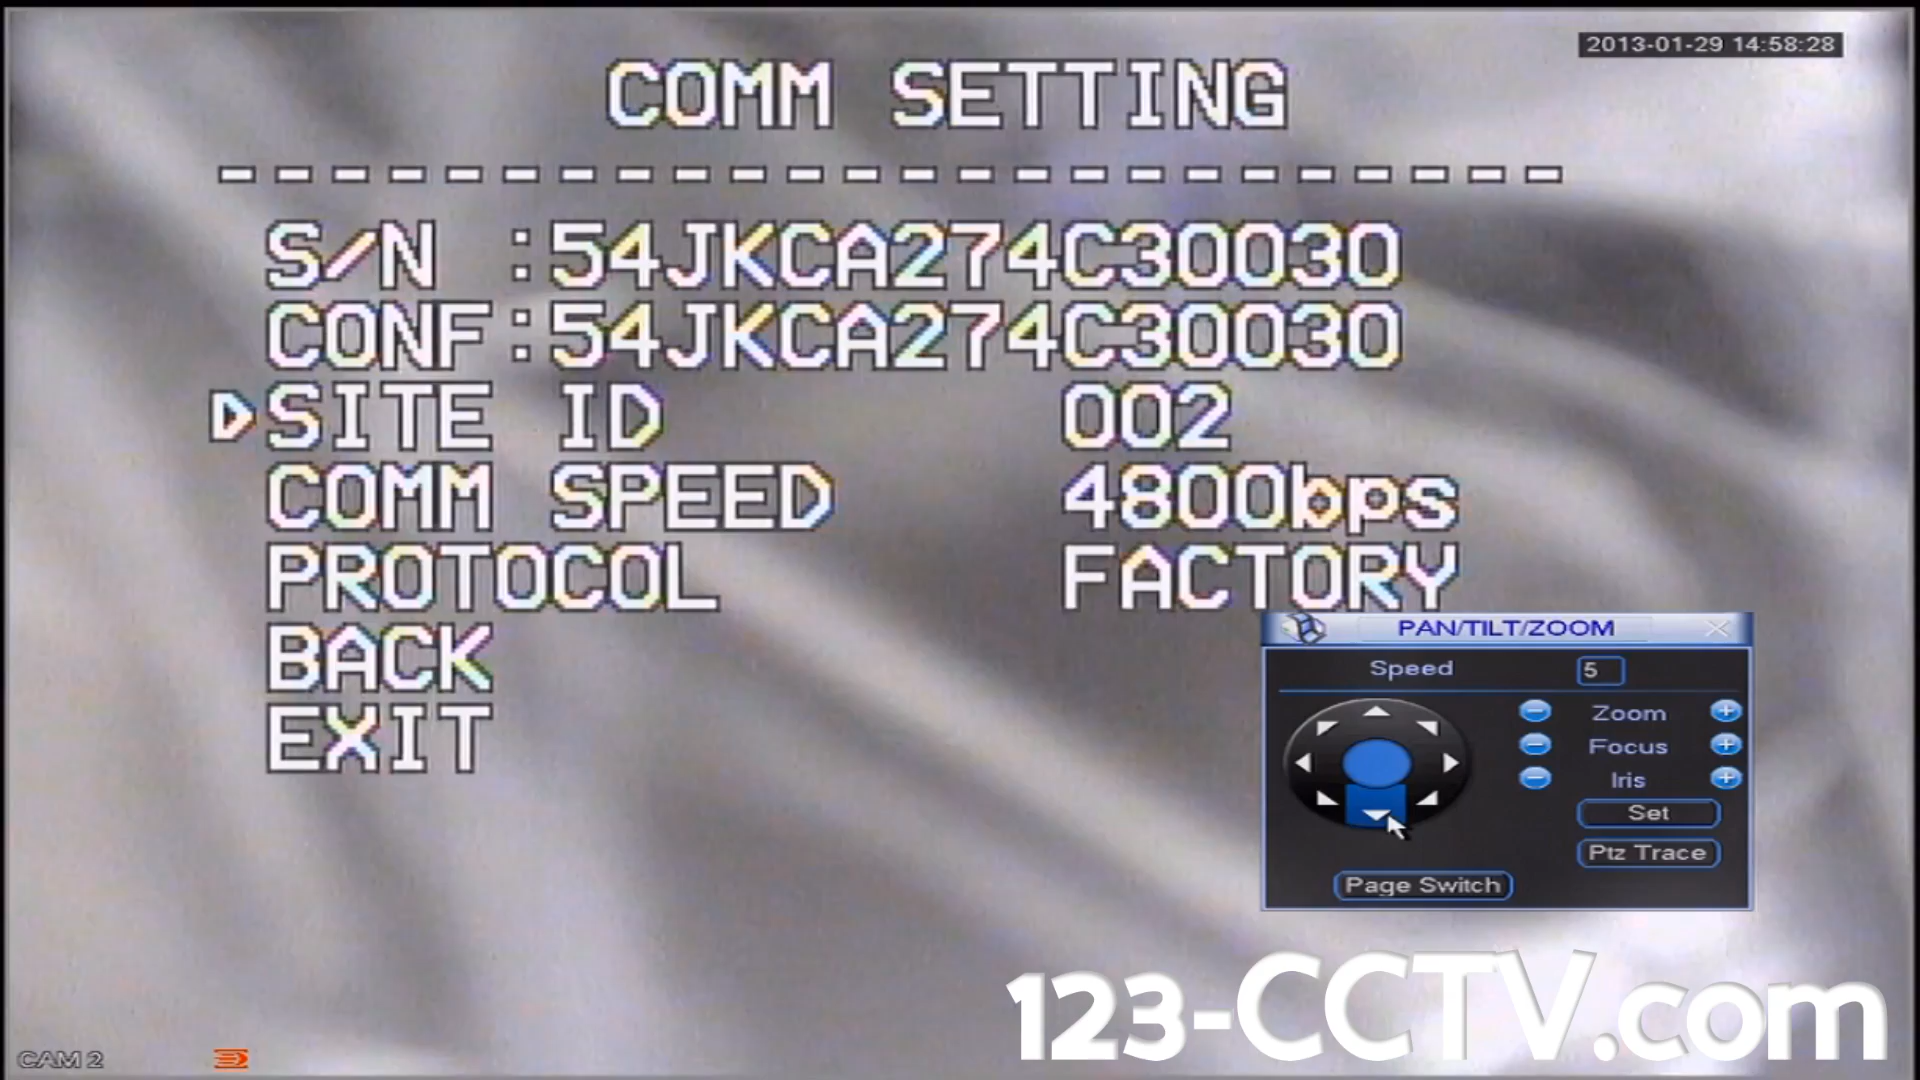 2013-01-29 14:58:28
COMM SETTING
------------------------
S/N :54JKCA274C30030
CONF:54JKCA274C30030
SITE ID 002
COMM SPEED 4800bps
PROTOCOL FACTORY
BACK
EXIT
PAN/TILT/ZOOM
Speed 5
Zoom
Focus
Iris
Set
Ptz Trace
Page Switch
123-CCTV.com
CAM 2